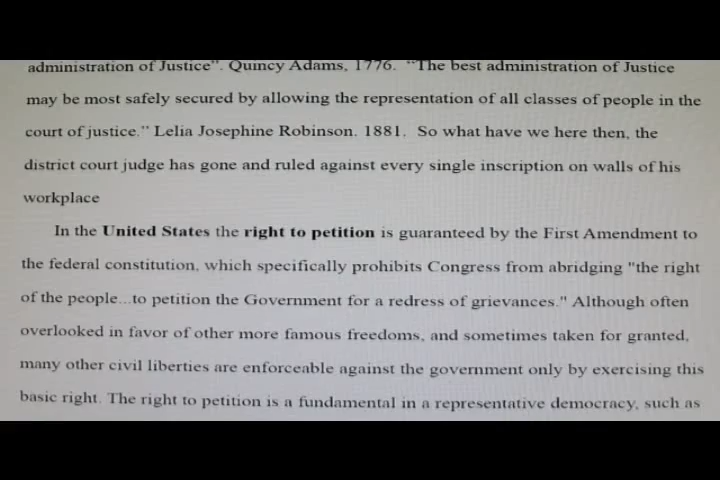 administration of Justice". Quincy Adams, 1776. "The best administration of Justice
may be most safely secured by allowing the representation of all classes of people in the
court of justice." Lelia Josephine Robinson. 1881. So what have we here then, the
district court judge has gone and ruled against every single inscription on walls of his
workplace
In the United States the right to petition is guaranteed by the First Amendment to
the federal constitution, which specifically prohibits Congress from abridging "the right
of the people...to petition the Government for a redress of grievances." Although often
overlooked in favor of other more famous freedoms, and sometimes taken for granted,
many other civil liberties are enforceable against the government only by exercising this
basic right. The right to petition is a fundamental in a representative democracy, such as